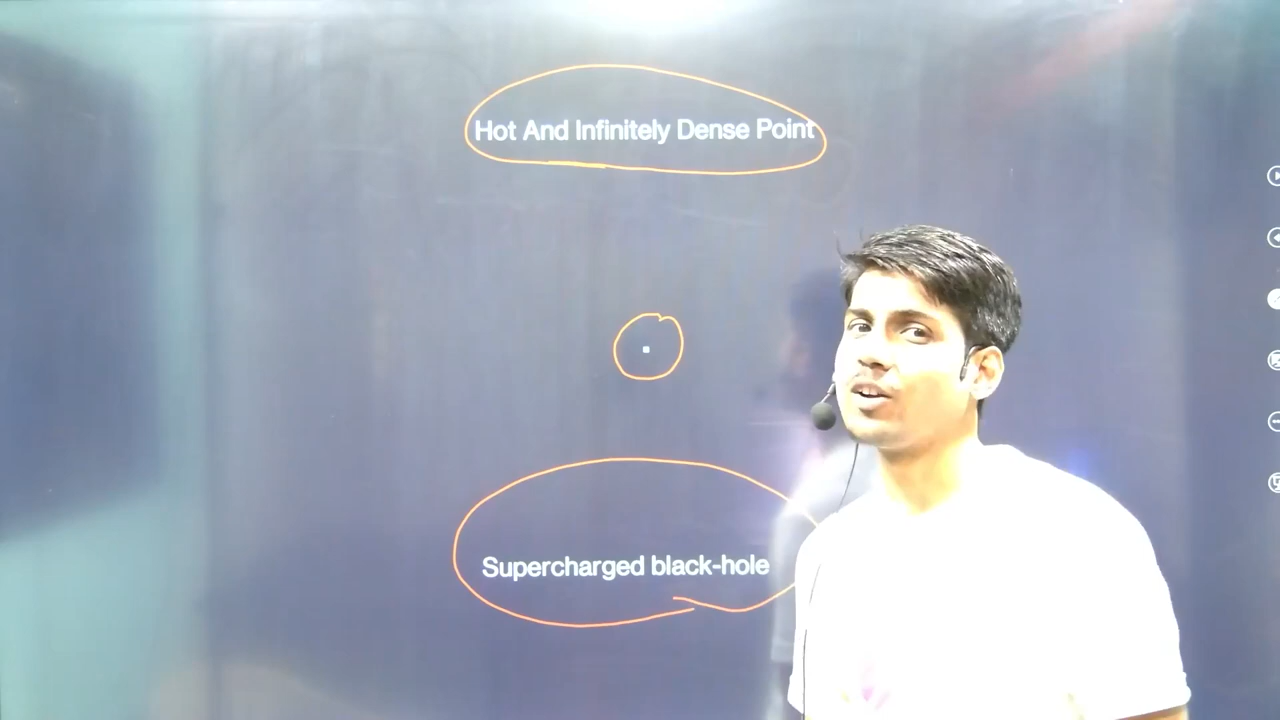 Hot And Infinitely Dense Point
Supercharged black-hole